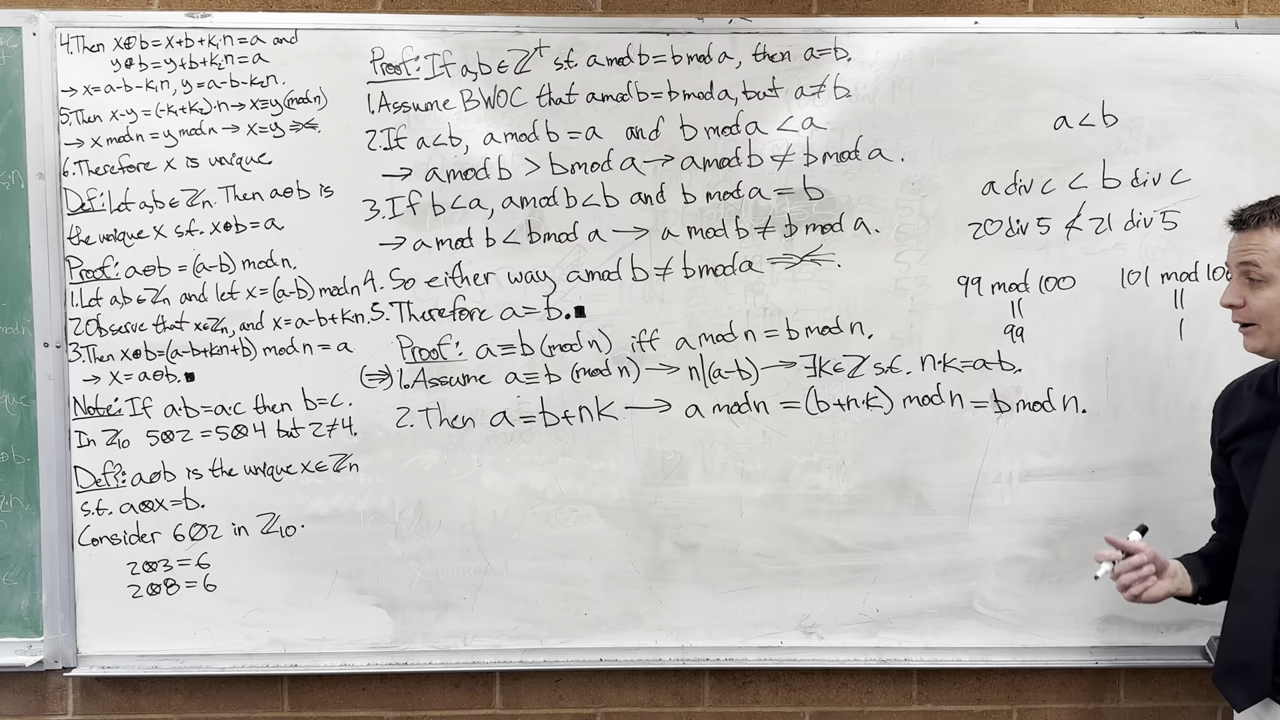 4. Then x⊕b=x+b+k₁n=a and
y⊕b=y+b+k₂n=a
→ x=a-b-k₁n, y=a-b-k₂n.
5. Then x-y=(-k₁+k₂)·n→ x≡y(mod n)
→ x mod n = y mod n → x=y ⇒⇐.
6. Therefore x is unique
Def: Let a,b∈ℤₙ. Then a⊖b is
the unique x s.t. x⊕b=a
Proof: a⊖b = (a-b) mod n.
1. Let a,b∈ℤₙ and let x=(a-b) mod n
2. Observe that x∈ℤₙ, and x=a-b+kn.
3. Then x⊕b=(a-b+kn+b) mod n = a
→ x=a⊖b. ■
Note: If a·b=a·c then b=c.
In ℤ₁₀ 5⊗2=5⊗4 but 2≠4.
Def?: a⊘b is the unique x∈ℤₙ
s.t. a⊗x=b.
Consider 6⊘2 in ℤ₁₀.
2⊗3=6
2⊗8=6
Proof: If a,b∈ℤ⁺ s.t. a mod b = b mod a, then a=b.
1. Assume BWOC that a mod b = b mod a, but a≠b.
2. If a<b, a mod b = a and b mod a < a
→ a mod b > b mod a → a mod b ≠ b mod a.
3. If b<a, a mod b < b and b mod a = b
→ a mod b < b mod a → a mod b ≠ b mod a.
4. So either way a mod b ≠ b mod a ⇒⇐.
5. Therefore a=b. ■
Proof: a≡b (mod n) iff a mod n = b mod n.
(⇒) 1. Assume a≡b (mod n) → n|(a-b) → ∃k∈ℤ s.t. n·k=a-b.
2. Then a=b+nk → a mod n = (b+n·k) mod n = b mod n.
a<b
a div c < b div c
20 div 5 ≮ 21 div 5
99 mod 100 101 mod 100
|| ||
99 1